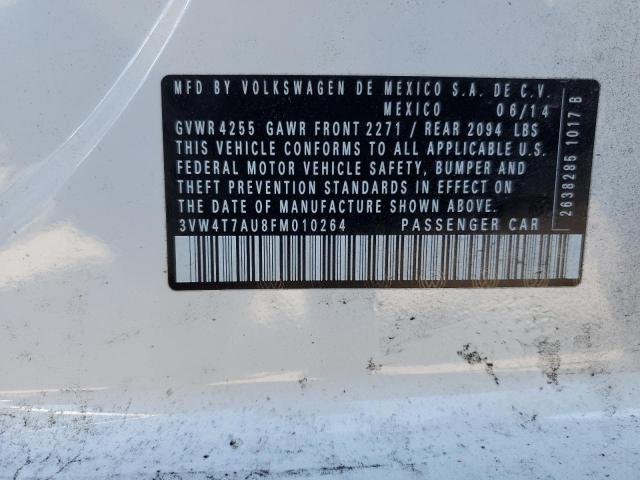 MFD BY VOLKSWAGEN DE MEXICO S.A. DE C.V.
MEXICO 06/14
GVWR 4255 GAWR FRONT 2271 / REAR 2094 LBS
THIS VEHICLE CONFORMS TO ALL APPLICABLE U.S.
FEDERAL MOTOR VEHICLE SAFETY, BUMPER AND
THEFT PREVENTION STANDARDS IN EFFECT ON
THE DATE OF MANUFACTURE SHOWN ABOVE.
3VW4T7AU8FM010264 PASSENGER CAR
2638285 1017 B